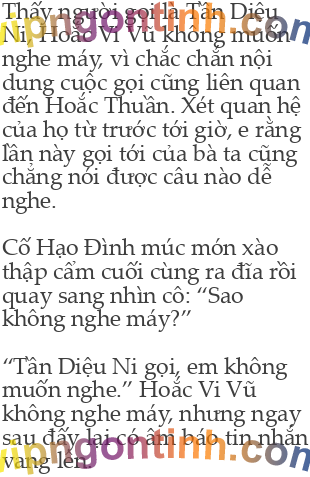 Thấy người gọi là Tần Diệu
Ni, Hoắc Vi Vũ không muốn
nghe máy, vì chắc chắn nội
dung cuộc gọi cũng liên quan
đến Hoắc Thuần. Xét quan hệ
của họ từ trước tới giờ, e rằng
lần này gọi tới của bà ta cũng
chẳng nói được câu nào dễ
nghe.

Cố Hạo Đình múc món xào
thập cẩm cuối cùng ra đĩa rồi
quay sang nhìn cô: “Sao
không nghe máy?”

“Tần Diệu Ni gọi, em không
muốn nghe.” Hoắc Vi Vũ
không nghe máy, nhưng ngay
sau đấy lại có âm báo tin nhắn
vang lên.
vipngontinh.com
vipngontinh.com